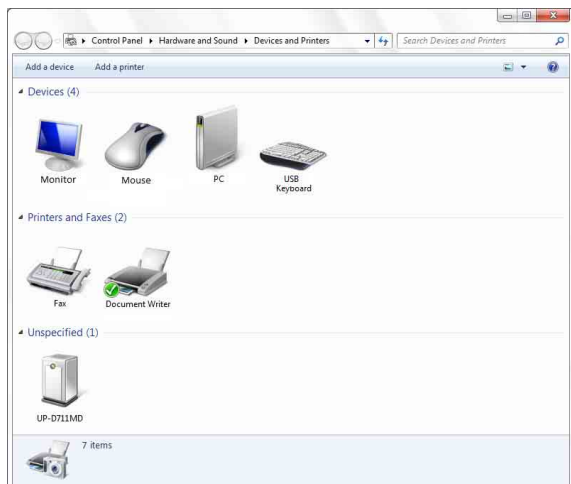 Control Panel ▸ Hardware and Sound ▸ Devices and Printers
Search Devices and Printers
Add a device Add a printer
Devices (4)
Monitor Mouse PC USB Keyboard
Printers and Faxes (2)
Fax Document Writer
Unspecified (1)
UP-D711MD
7 items